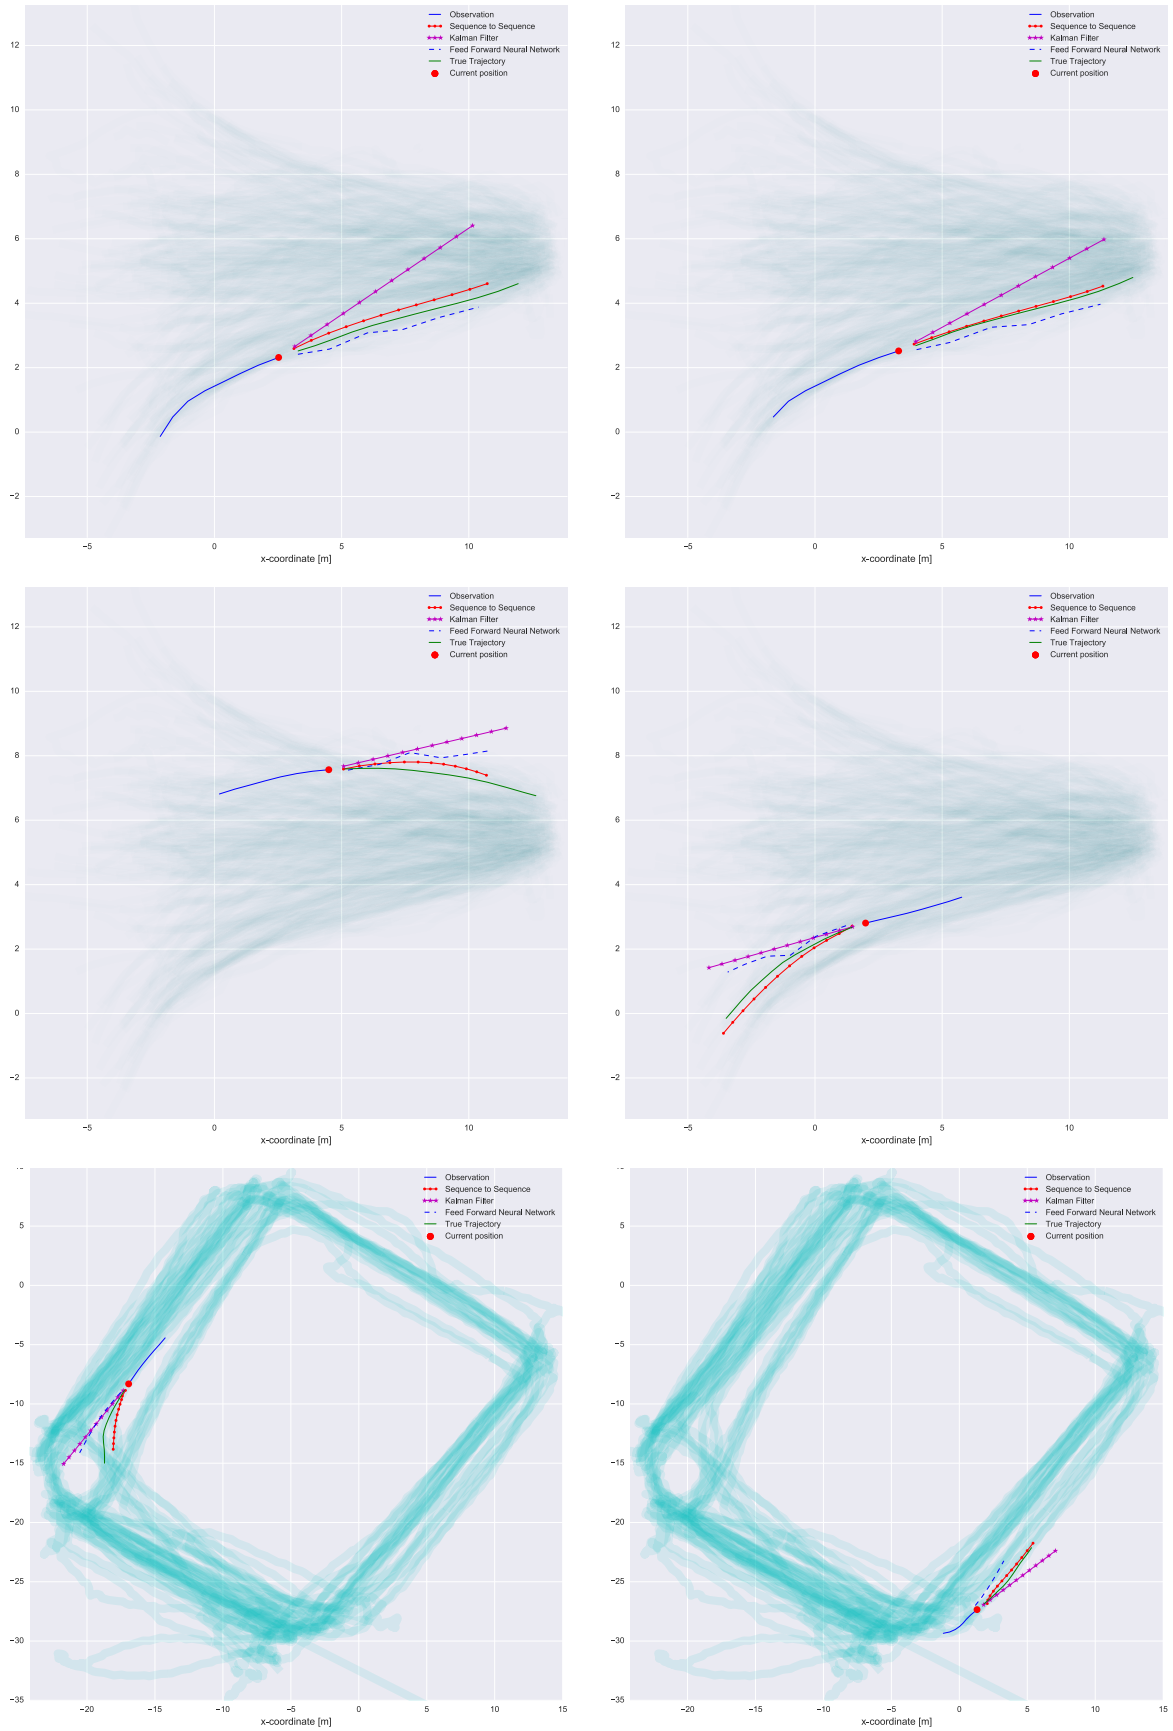 Observation
Sequence to Sequence
Kalman Filter
Feed Forward Neural Network
True Trajectory
Current position
12
10
8
6
4
2
0
−2
−5 0 5 10
x-coordinate [m]
Observation
Sequence to Sequence
Kalman Filter
Feed Forward Neural Network
True Trajectory
Current position
12
10
8
6
4
2
0
−2
−5 0 5 10
x-coordinate [m]
Observation
Sequence to Sequence
Kalman Filter
Feed Forward Neural Network
True Trajectory
Current position
12
10
8
6
4
2
0
−2
−5 0 5 10
x-coordinate [m]
Observation
Sequence to Sequence
Kalman Filter
Feed Forward Neural Network
True Trajectory
Current position
12
10
8
6
4
2
0
−2
−5 0 5 10
x-coordinate [m]
Observation
Sequence to Sequence
Kalman Filter
Feed Forward Neural Network
True Trajectory
Current position
5
0
−5
−10
−15
−20
−25
−30
−35
−20 −15 −10 −5 0 5 10 15
x-coordinate [m]
Observation
Sequence to Sequence
Kalman Filter
Feed Forward Neural Network
True Trajectory
Current position
5
0
−5
−10
−15
−20
−25
−30
−35
−20 −15 −10 −5 0 5 10 15
x-coordinate [m]